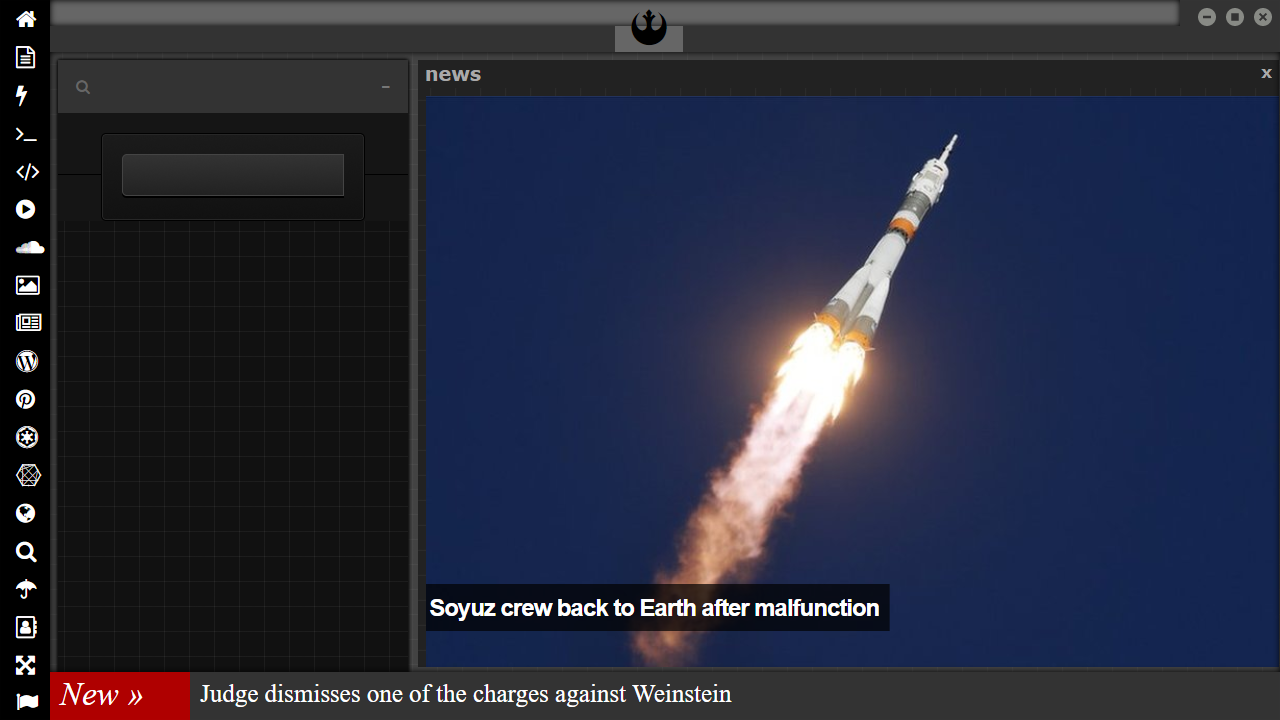 news
x
Soyuz crew back to Earth after malfunction
New »
Judge dismisses one of the charges against Weinstein